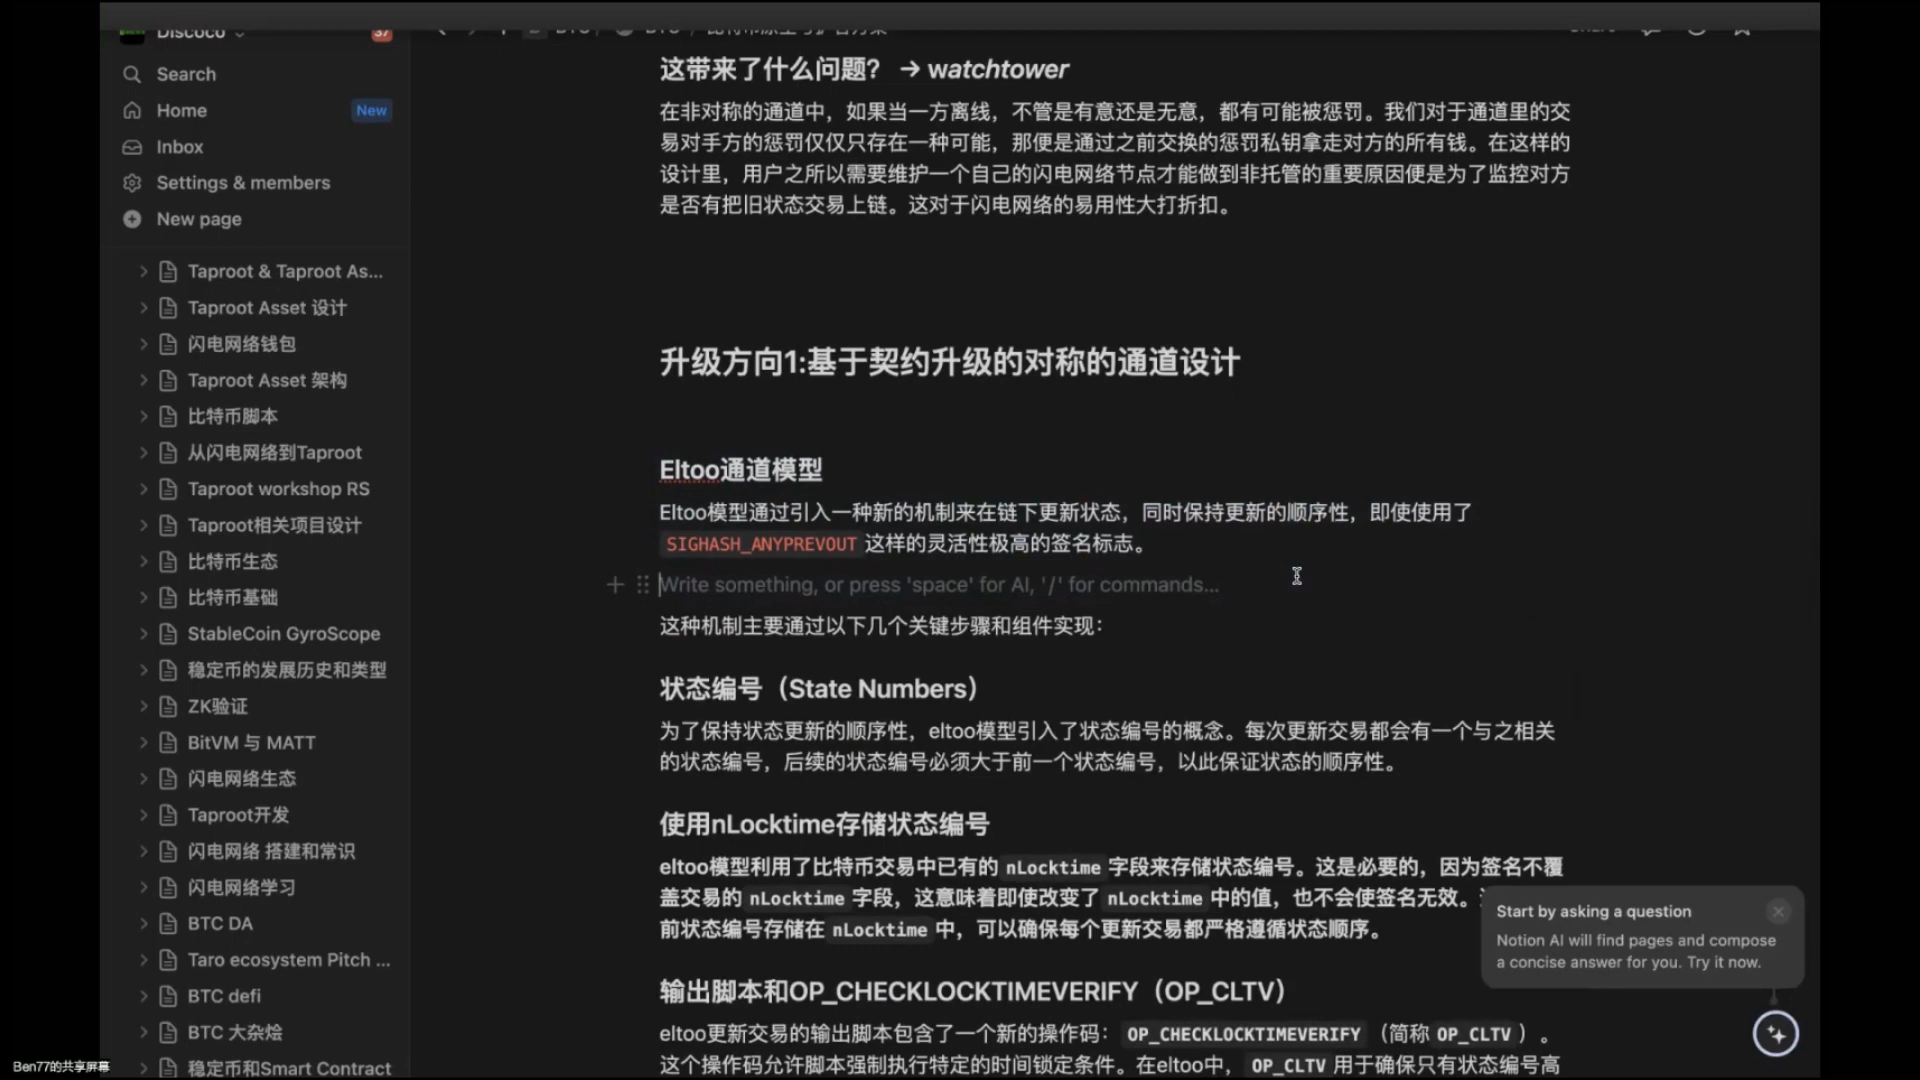 Discoco
37
Search
Home
New
Inbox
Settings & members
New page
Taproot & Taproot As...
Taproot Asset 设计
闪电网络钱包
Taproot Asset 架构
比特币脚本
从闪电网络到Taproot
Taproot workshop RS
Taproot相关项目设计
比特币生态
比特币基础
StableCoin GyroScope
稳定币的发展历史和类型
ZK验证
BitVM 与 MATT
闪电网络生态
Taproot开发
闪电网络 搭建和常识
闪电网络学习
BTC DA
Taro ecosystem Pitch ...
BTC defi
BTC 大杂烩
稳定币和Smart Contract
这带来了什么问题？ → watchtower
在非对称的通道中，如果当一方离线，不管是有意还是无意，都有可能被惩罚。我们对于通道里的交
易对手方的惩罚仅仅只存在一种可能，那便是通过之前交换的惩罚私钥拿走对方的所有钱。在这样的
设计里，用户之所以需要维护一个自己的闪电网络节点才能做到非托管的重要原因便是为了监控对方
是否有把旧状态交易上链。这对于闪电网络的易用性大打折扣。
升级方向1:基于契约升级的对称的通道设计
Eltoo通道模型
Eltoo模型通过引入一种新的机制来在链下更新状态，同时保持更新的顺序性，即使使用了
SIGHASH_ANYPREVOUT 这样的灵活性极高的签名标志。
Write something, or press 'space' for AI, '/' for commands...
这种机制主要通过以下几个关键步骤和组件实现：
状态编号（State Numbers）
为了保持状态更新的顺序性，eltoo模型引入了状态编号的概念。每次更新交易都会有一个与之相关
的状态编号，后续的状态编号必须大于前一个状态编号，以此保证状态的顺序性。
使用nLocktime存储状态编号
eltoo模型利用了比特币交易中已有的 nLocktime 字段来存储状态编号。这是必要的，因为签名不覆
盖交易的 nLocktime 字段，这意味着即使改变了 nLocktime 中的值，也不会使签名无效。
前状态编号存储在 nLocktime 中，可以确保每个更新交易都严格遵循状态顺序。
输出脚本和OP_CHECKLOCKTIMEVERIFY（OP_CLTV）
eltoo更新交易的输出脚本包含了一个新的操作码： OP_CHECKLOCKTIMEVERIFY （简称 OP_CLTV ）。
这个操作码允许脚本强制执行特定的时间锁定条件。在eltoo中， OP_CLTV 用于确保只有状态编号高
Start by asking a question
Notion AI will find pages and compose
a concise answer for you. Try it now.
Ben77的共享屏幕